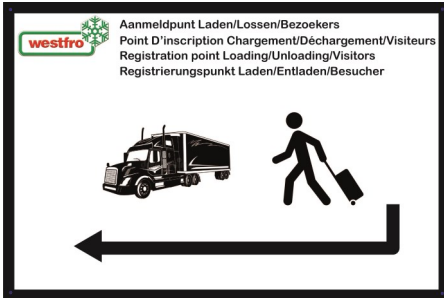 westfro
Aanmeldpunt Laden/Lossen/Bezoekers
Point D'inscription Chargement/Déchargement/Visiteurs
Registration point Loading/Unloading/Visitors
Registrierungspunkt Laden/Entladen/Besucher